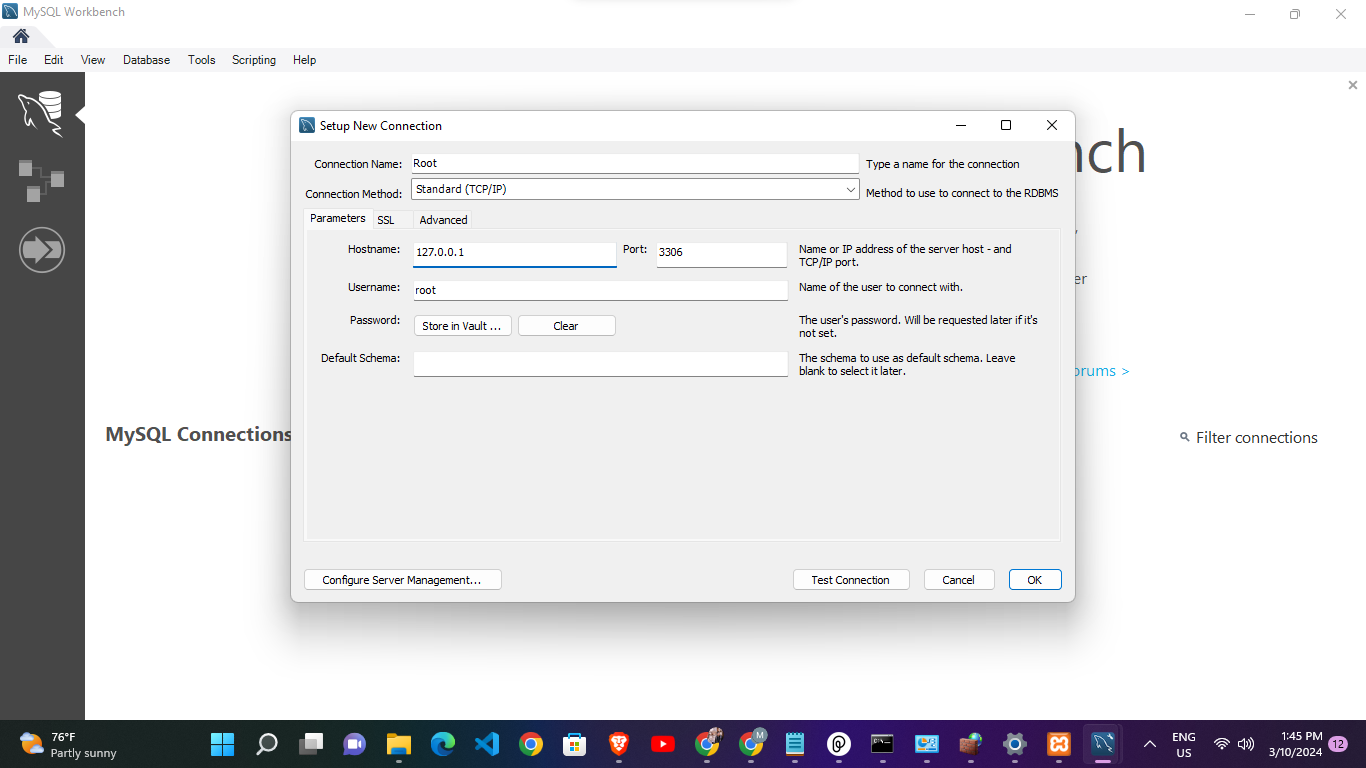 MySQL Workbench
File Edit View Database Tools Scripting Help
nch
Setup New Connection
Connection Name: Root Type a name for the connection
Connection Method: Standard (TCP/IP) Method to use to connect to the RDBMS
Parameters SSL Advanced
Hostname: 127.0.0.1 Port: 3306 Name or IP address of the server host - and
TCP/IP port.
Username: root Name of the user to connect with.
Password: Store in Vault ... Clear The user's password. Will be requested later if it's
not set.
Default Schema: The schema to use as default schema. Leave
blank to select it later.
er
orums >
MySQL Connections
Filter connections
Configure Server Management... Test Connection Cancel OK
76°F
Partly sunny
M
ENG
US
1:45 PM
3/10/2024
12